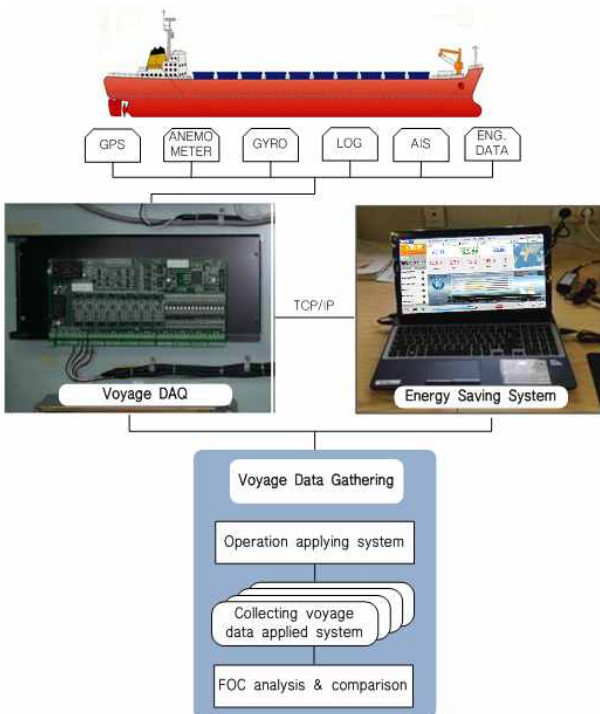 GPS
ANEMO
METER
GYRO
LOG
AIS
ENG.
DATA
TCP/IP
Voyage DAQ
Energy Saving System
Voyage Data Gathering
Operation applying system
Collecting voyage
data applied system
FOC analysis & comparison